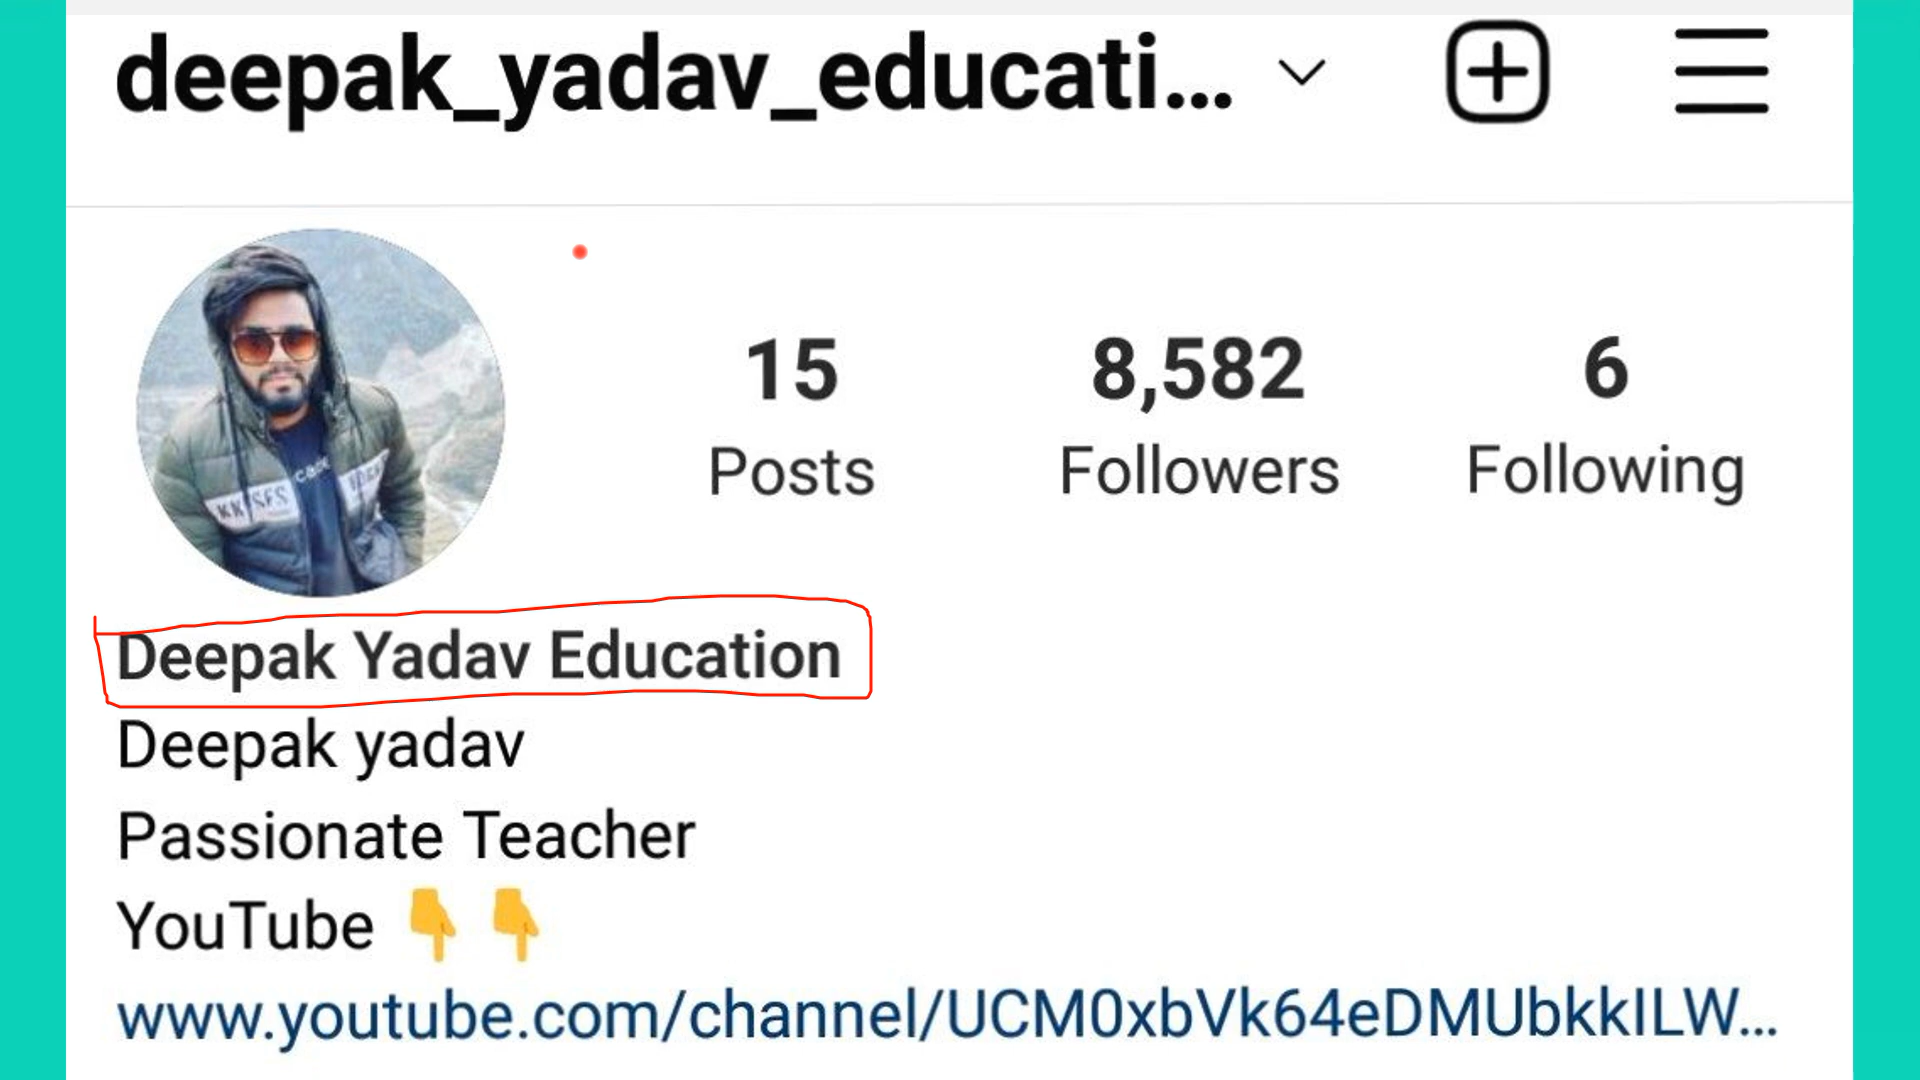 deepak_yadav_educati...
15 8,582 6
Posts Followers Following
Deepak Yadav Education
Deepak yadav
Passionate Teacher
YouTube 👇 👇
www.youtube.com/channel/UCM0xbVk64eDMUbkkILW...